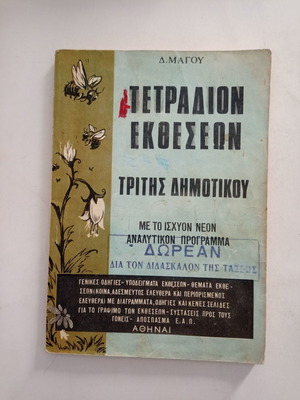 Δ. ΜΑΓΟΥ
ΤΕΤΡΑΔΙΟΝ
ΕΚΘΕΣΕΩΝ
ΤΡΙΤΗΣ ΔΗΜΟΤΙΚΟΥ
ΜΕ ΤΟ ΙΣΧΥΟΝ ΝΕΟΝ
ΑΝΑΛΥΤΙΚΟΝ ΠΡΟΓΡΑΜΜΑ
ΔΩΡΕΑΝ
ΔΙΑ ΤΟΝ ΔΙΔΑΣΚΑΛΟΝ ΤΗΣ ΤΑΞΕΩΣ
ΓΕΝΙΚΕΣ ΟΔΗΓΙΕΣ - ΥΠΟΔΕΙΓΜΑΤΑ ΕΚΘΕΣΕΩΝ - ΘΕΜΑΤΑ ΕΚΘΕ-
ΣΕΩΝ (ΚΟΙΝΑ, ΑΔΕΣΜΕΥΤΩΣ ΕΛΕΥΘΕΡΑ ΚΑΙ ΠΕΡΙΩΡΙΣΜΕΝΩΣ
ΕΛΕΥΘΕΡΑ) ΜΕ ΔΙΑΓΡΑΜΜΑΤΑ, ΟΔΗΓΙΕΣ ΚΑΙ ΚΕΝΕΣ ΣΕΛΙΔΕΣ
ΓΙΑ ΤΟ ΓΡΑΨΙΜΟ ΤΩΝ ΕΚΘΕΣΕΩΝ - ΣΥΣΤΑΣΕΙΣ ΠΡΟΣ ΤΟΥΣ
ΓΟΝΕΙΣ - ΑΠΟΣΠΑΣΜΑ Ε.Α.Π.
ΑΘΗΝΑΙ